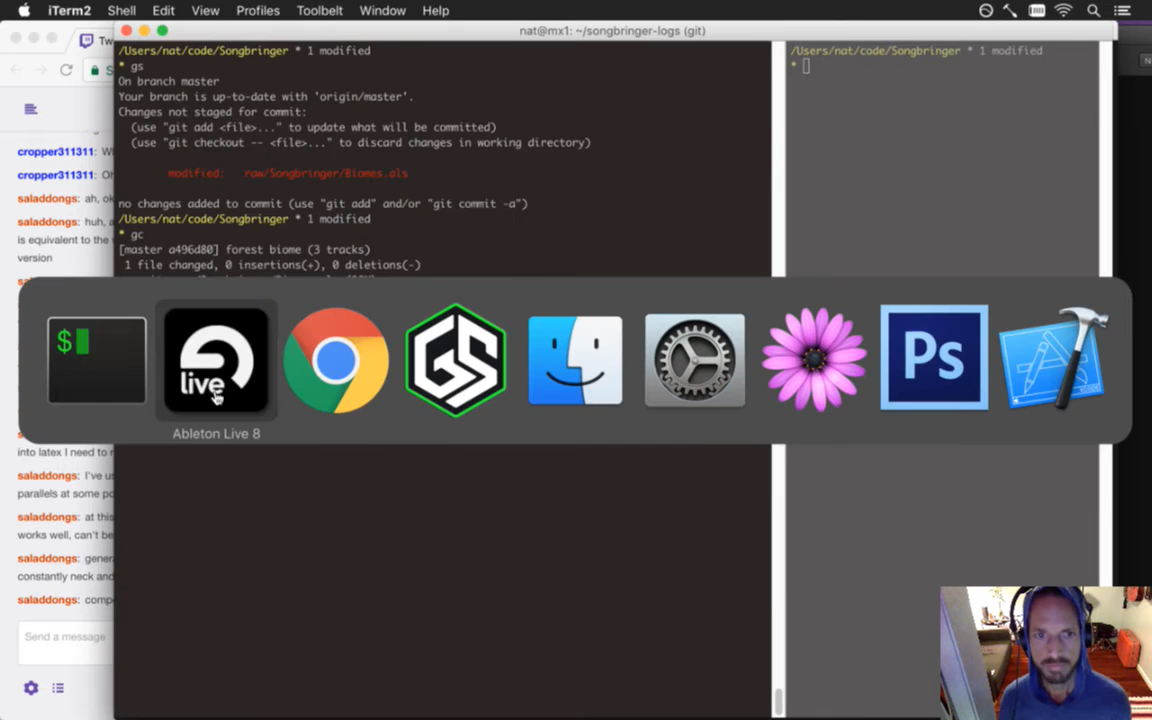 iTerm2 Shell Edit View Profiles Toolbelt Window Help
nat@mx1: ~/songbringer-logs (git)
Tw
S
N
/Users/nat/code/Songbringer * 1 modified
* gs
On branch master
Your branch is up-to-date with 'origin/master'.
Changes not staged for commit:
(use "git add <file>..." to update what will be committed)
(use "git checkout -- <file>..." to discard changes in working directory)
modified: raw/Songbringer/Biomes.als
no changes added to commit (use "git add" and/or "git commit -a")
/Users/nat/code/Songbringer * 1 modified
* gc
[master a496d80] forest biome (3 tracks)
1 file changed, 0 insertions(+), 0 deletions(-)
/Users/nat/code/Songbringer * 1 modified
*
cropper311311: W
cropper311311: Oh
saladdongs: ah, ok
saladdongs: huh, a
is equivalent to the
version
$
live
GS
Ps
Ableton Live 8
into latex I need to
saladdongs: I've us
parallels at some po
saladdongs: at this
works well, can't be
saladdongs: gener
constantly neck and
saladdongs: comp
Send a message